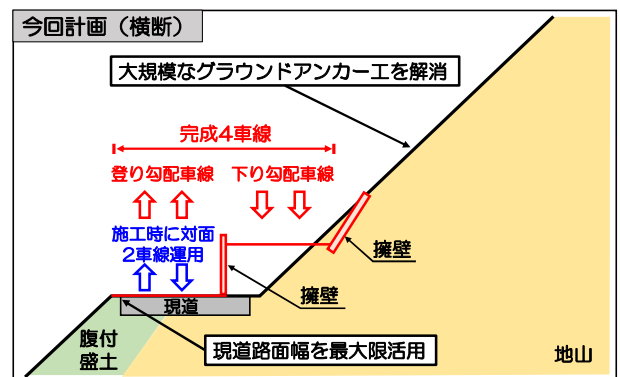 今回計画（横断）
大規模なグラウンドアンカー工を解消
完成4車線
登り勾配車線 下り勾配車線
施工時に対面
2車線運用
擁壁
擁壁
現道
腹付
盛土
現道路面幅を最大限活用
地山